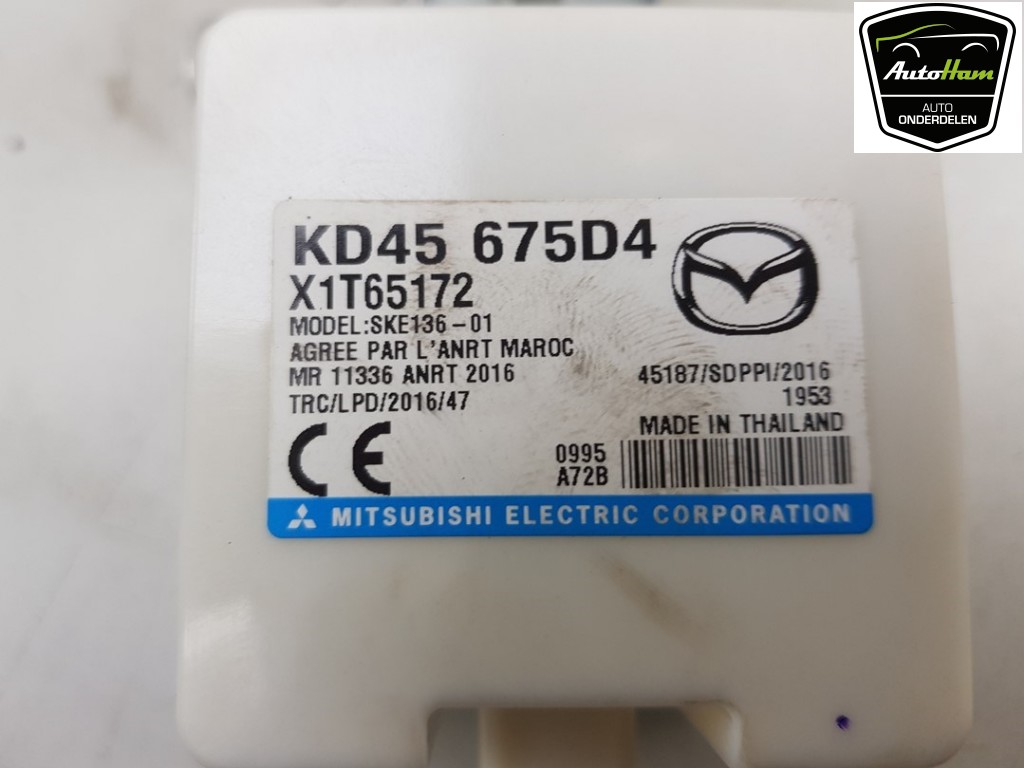 AutoHam
AUTO
ONDERDELEN
KD45 675D4
X1T65172
MODEL:SKE136-01
AGREE PAR L'ANRT MAROC
MR 11336 ANRT 2016
45187/SDPPI/2016
TRC/LPD/2016/47
1953
MADE IN THAILAND
CE
0995
A72B
MITSUBISHI ELECTRIC CORPORATION